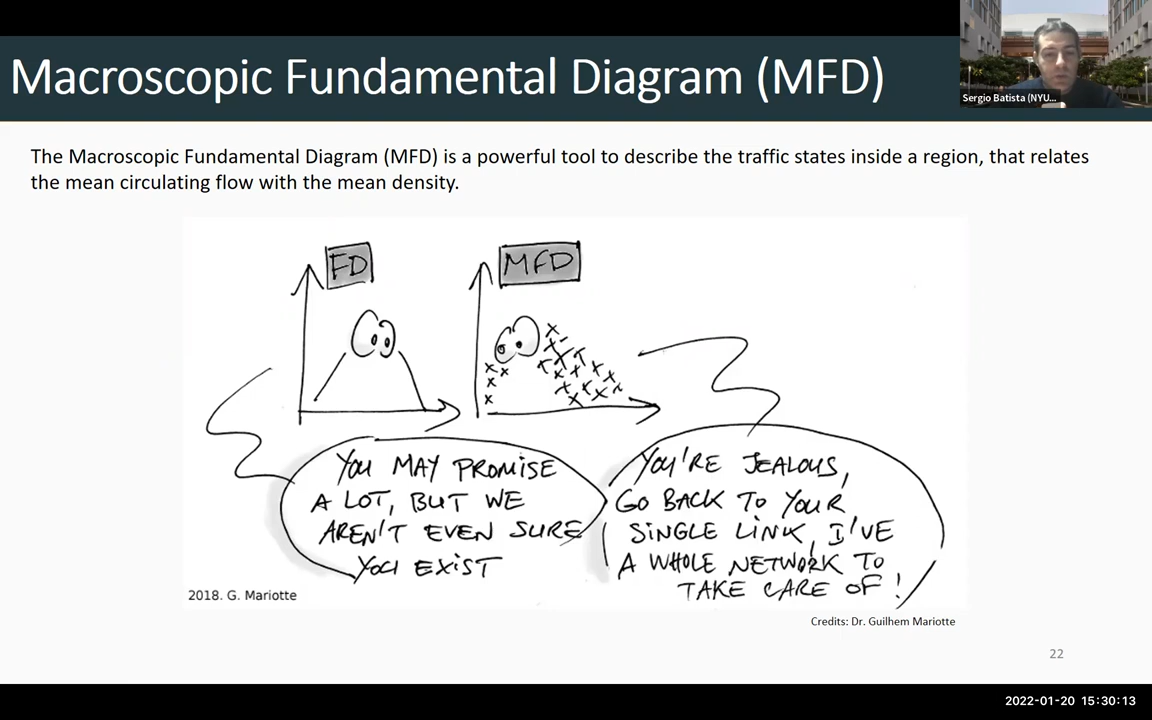 Macroscopic Fundamental Diagram (MFD)
Sergio Batista (NYU...
The Macroscopic Fundamental Diagram (MFD) is a powerful tool to describe the traffic states inside a region, that relates
the mean circulating flow with the mean density.
FD
MFD
YOU MAY PROMISE
A LOT, BUT WE
AREN'T EVEN SURE
YOU EXIST
YOU'RE JEALOUS,
GO BACK TO YOUR
SINGLE LINK, I'VE
A WHOLE NETWORK TO
TAKE CARE OF!
2018. G. Mariotte
Credits: Dr. Guilhem Mariotte
22
2022-01-20 15:30:13